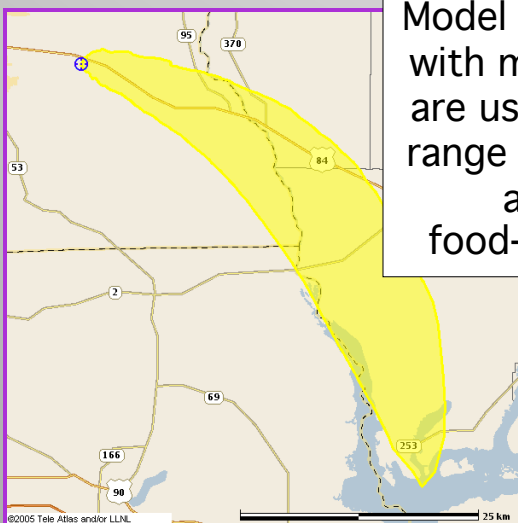 Model
with m
are us
range
a
food-
95
370
84
53
2
69
253
166
90
©2005 Tele Atlas and/or LLNL
25 km